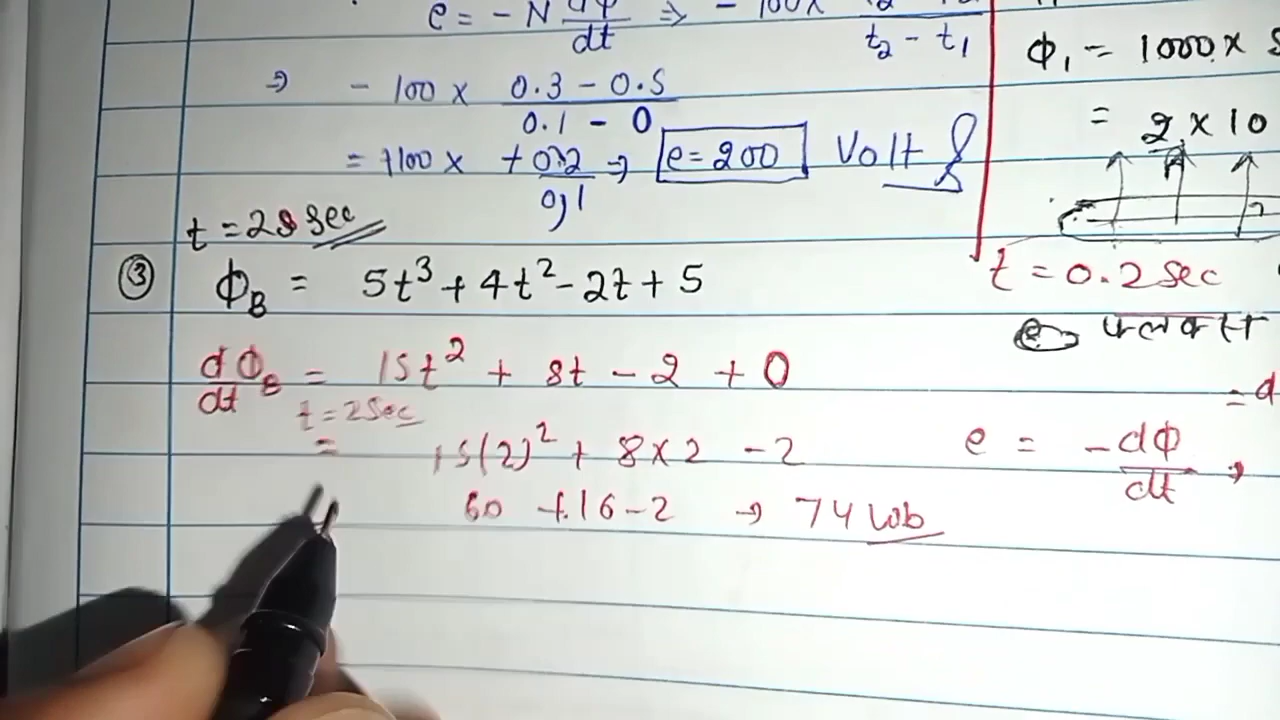 e = - N dφ/dt ⇒ - 100 x
t₂ - t₁
⇒ - 100 x (0.3 - 0.5)/(0.1 - 0)
= +100 x +0.2/0.1 ⇒ e = 200 Volt
t = 2 sec
③ ΦB = 5t³ + 4t² - 2t + 5
dΦB/dt = 15t² + 8t - 2 + 0
t = 2 sec
= 15(2)² + 8 x 2 - 2
60 + 16 - 2 → 74 wb
Φ₁ = 1000 x
= 2 x 10
t = 0.2 sec
= d
e = -dΦ/dt ,